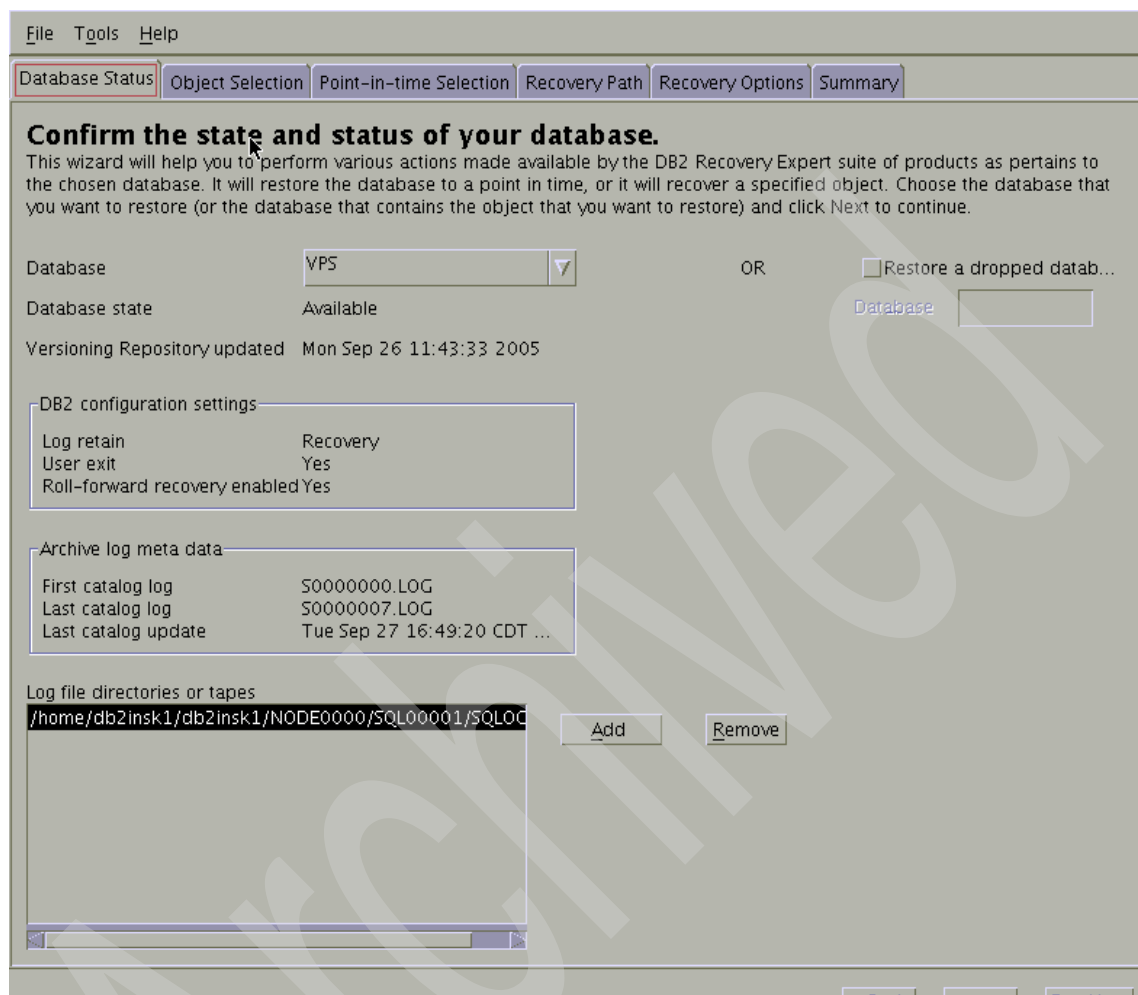 File Tools Help
Database Status Object Selection Point-in-time Selection Recovery Path Recovery Options Summary
Confirm the state and status of your database.
This wizard will help you to perform various actions made available by the DB2 Recovery Expert suite of products as pertains to
the chosen database. It will restore the database to a point in time, or it will recover a specified object. Choose the database that
you want to restore (or the database that contains the object that you want to restore) and click Next to continue.
Database VPS OR Restore a dropped datab...
Database state Available Database
Versioning Repository updated Mon Sep 26 11:43:33 2005
DB2 configuration settings
Log retain Recovery
User exit Yes
Roll-forward recovery enabled Yes
Archive log meta data
First catalog log S0000000.LOG
Last catalog log S0000007.LOG
Last catalog update Tue Sep 27 16:49:20 CDT ...
Log file directories or tapes
/home/db2insk1/db2insk1/NODE0000/SQL00001/SQLOG
Add Remove
Archived